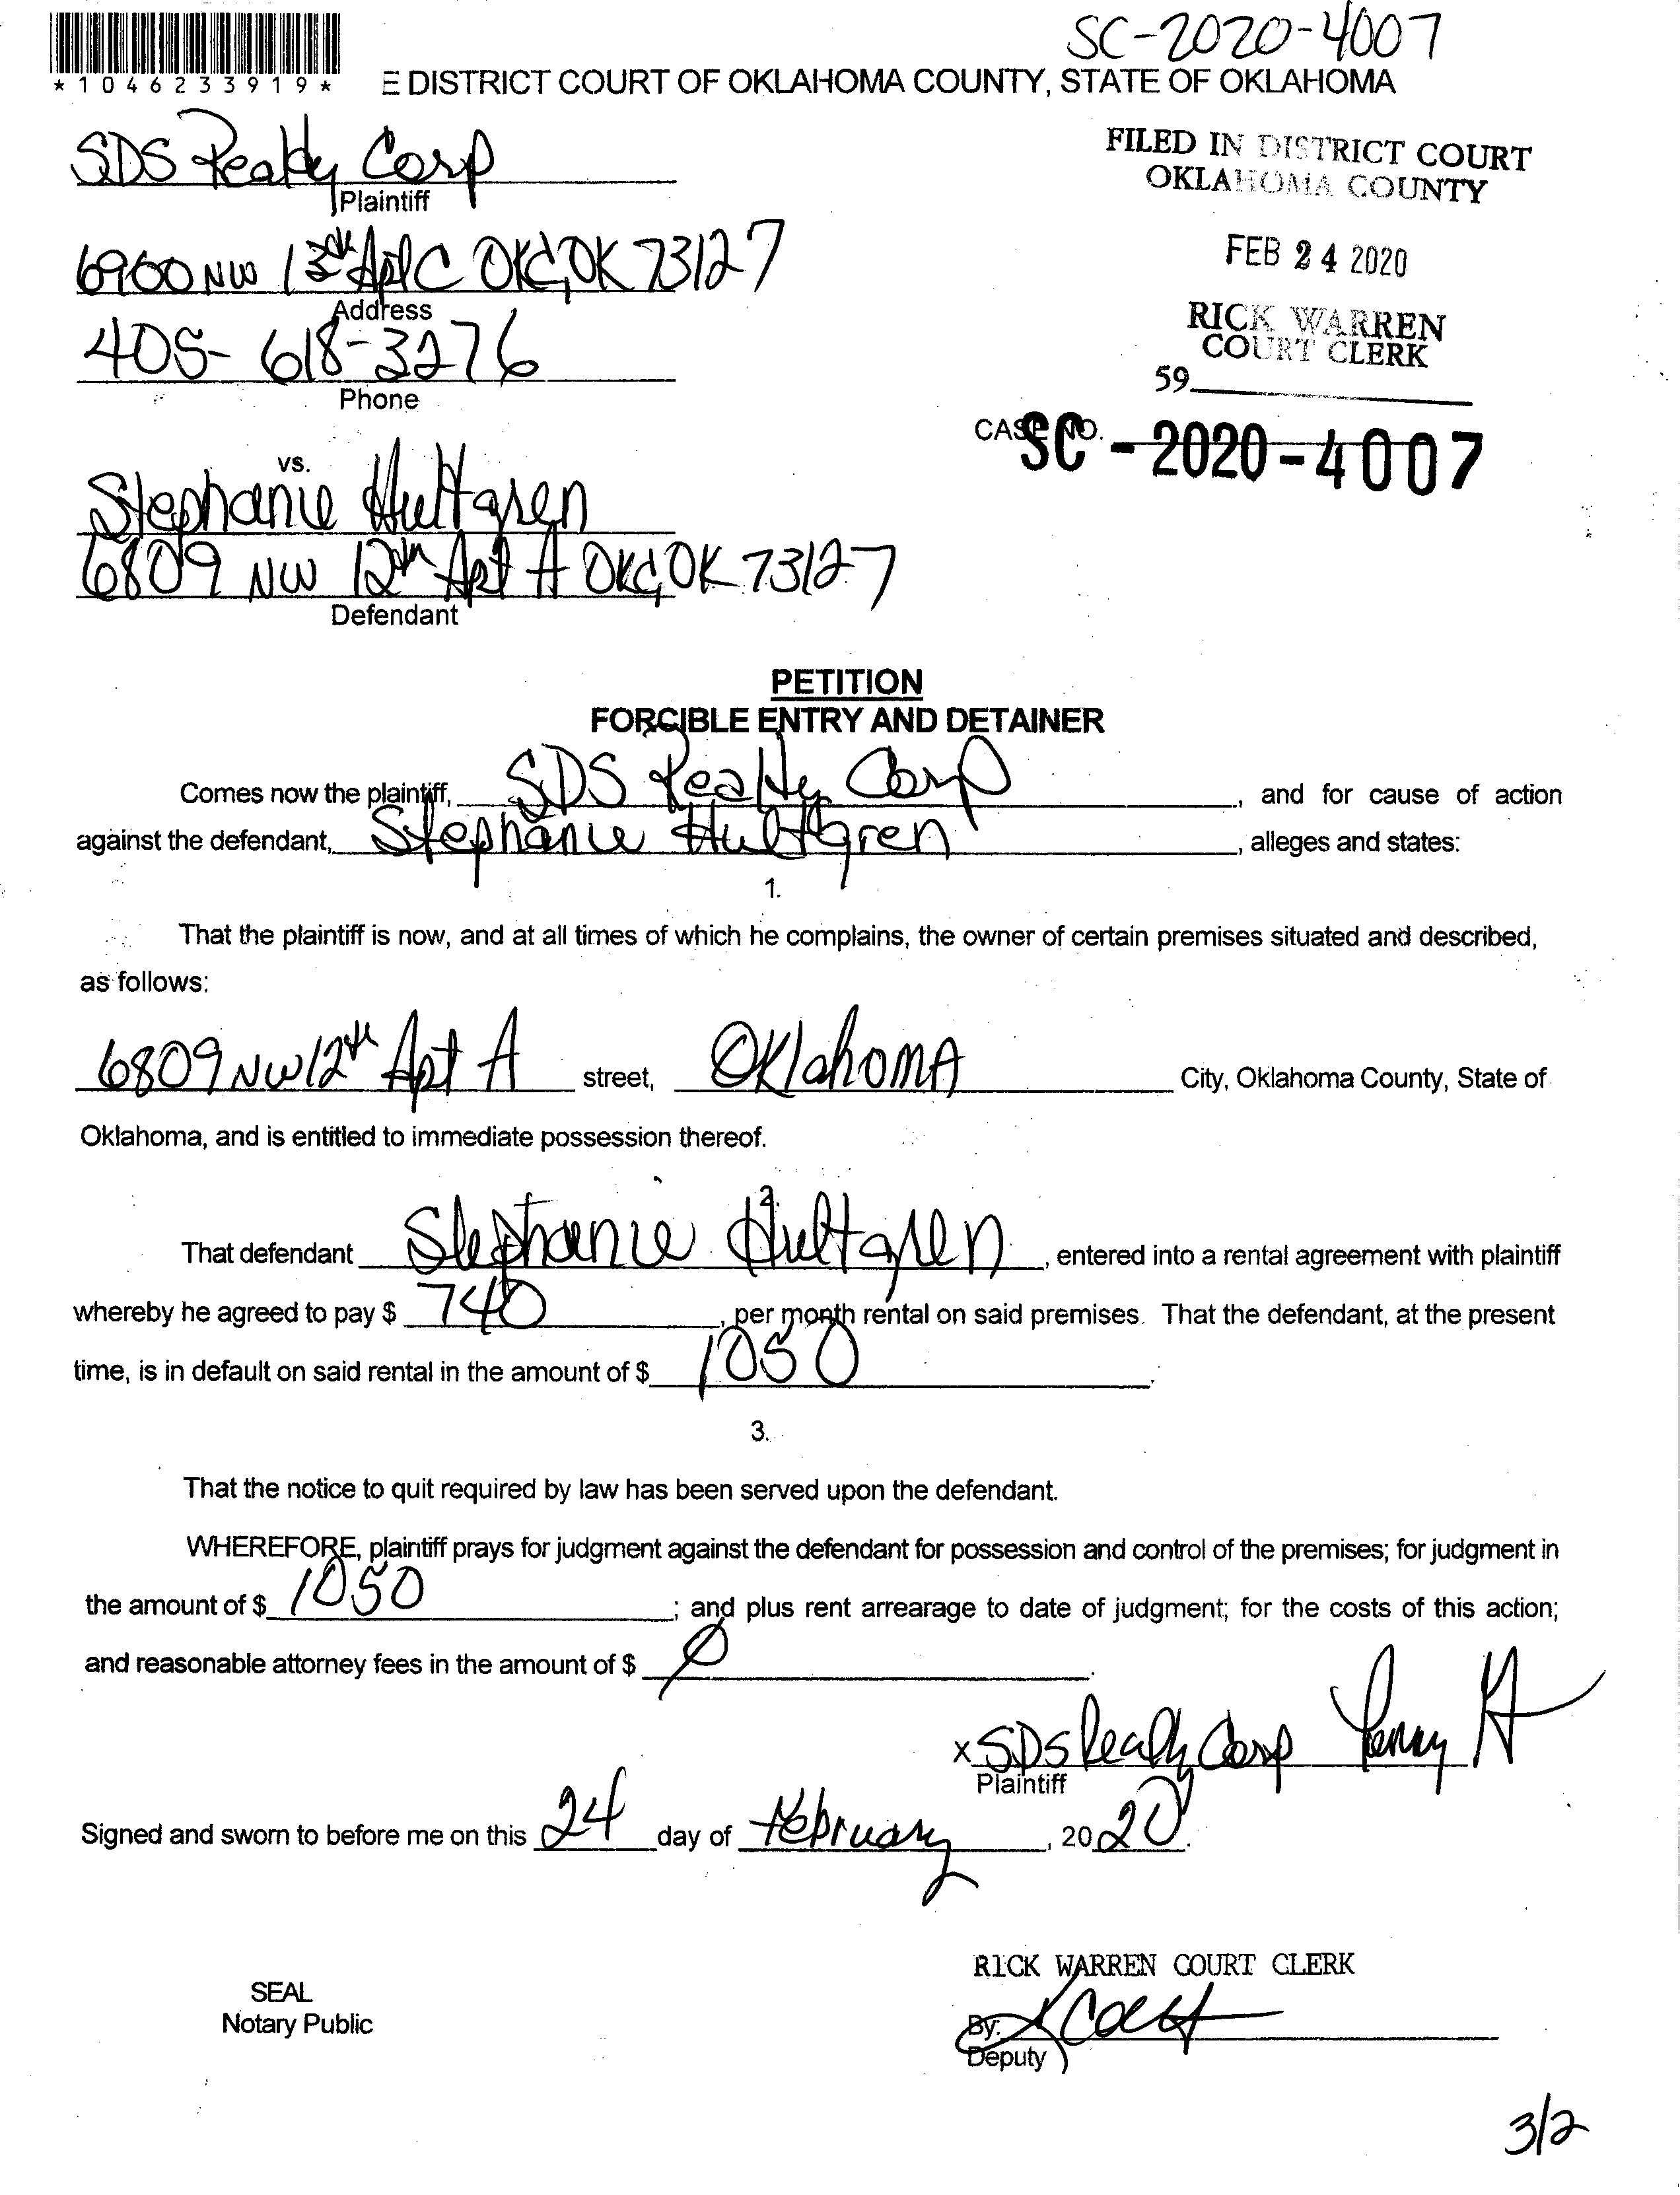 SC-2020-4007
*1046233919*
E DISTRICT COURT OF OKLAHOMA COUNTY, STATE OF OKLAHOMA
SDS Realty Corp
Plaintiff
FILED IN DISTRICT COURT
OKLAHOMA COUNTY
6960 NW 13th Apt C OKC, OK 73127
Address
FEB 24 2020
405-618-3276
Phone
RICK WARREN
COURT CLERK
59
CASE NO.
SC-2020-4007
vs.
Stephanie Hultgren
6809 NW 12th Apt A OKC, OK 73127
Defendant
PETITION
FORCIBLE ENTRY AND DETAINER
Comes now the plaintiff, SDS Realty Corp, and for cause of action
against the defendant, Stephanie Hultgren, alleges and states:
1.
That the plaintiff is now, and at all times of which he complains, the owner of certain premises situated and described,
as follows:
6809 NW 12th Apt A street, Oklahoma City, Oklahoma County, State of
Oklahoma, and is entitled to immediate possession thereof.
2.
That defendant Stephanie Hultgren, entered into a rental agreement with plaintiff
whereby he agreed to pay $ 740, per month rental on said premises. That the defendant, at the present
time, is in default on said rental in the amount of $ 1050.
3.
That the notice to quit required by law has been served upon the defendant.
WHEREFORE, plaintiff prays for judgment against the defendant for possession and control of the premises; for judgment in
the amount of $ 1050; and plus rent arrearage to date of judgment; for the costs of this action;
and reasonable attorney fees in the amount of $ Ø.
x SDS Realty Corp Penny H
Plaintiff
Signed and sworn to before me on this 24 day of February, 2020.
RICK WARREN COURT CLERK
SEAL
Notary Public
By:
Deputy
3/2